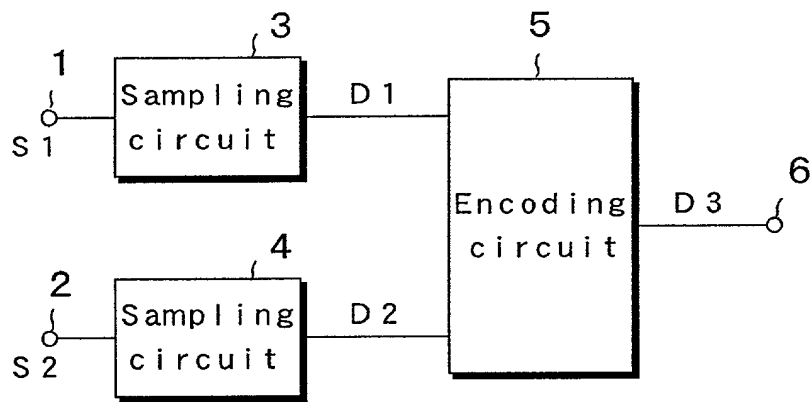 3
5
1
Sampling
circuit
D1
S1
6
Encoding
circuit
D3
4
2
Sampling
circuit
D2
S2